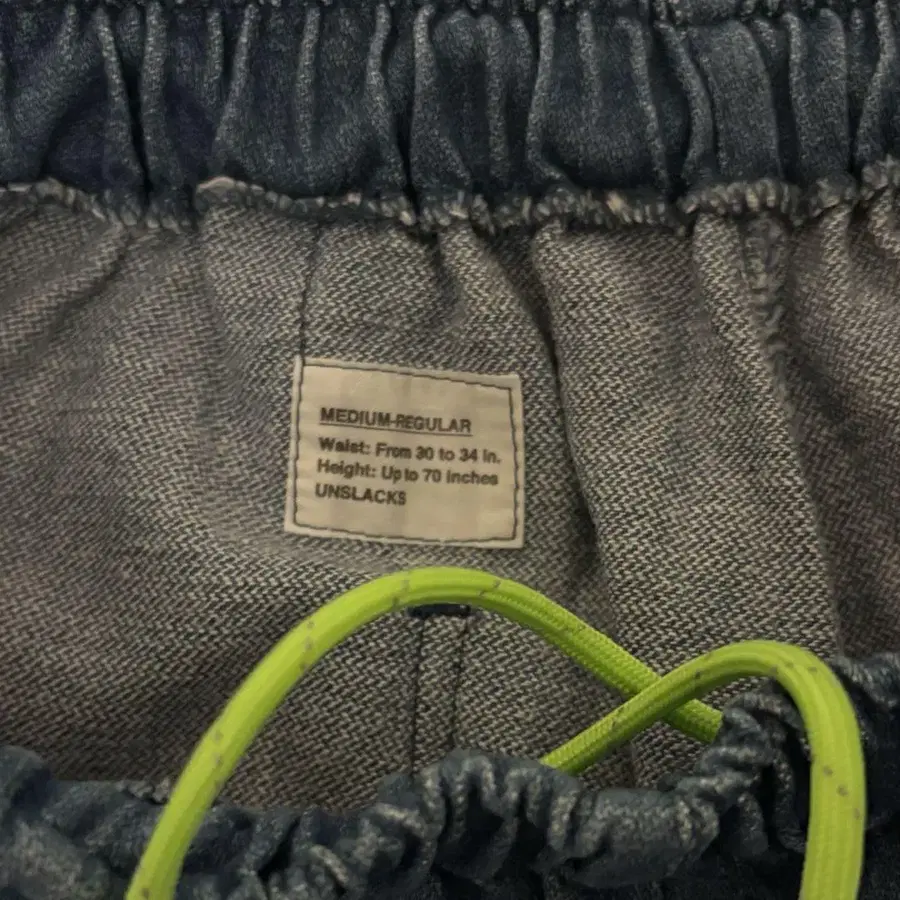 MEDIUM-REGULAR
Waist: From 30 to 34 in.
Height: Up to 70 inches
UNSLACKS